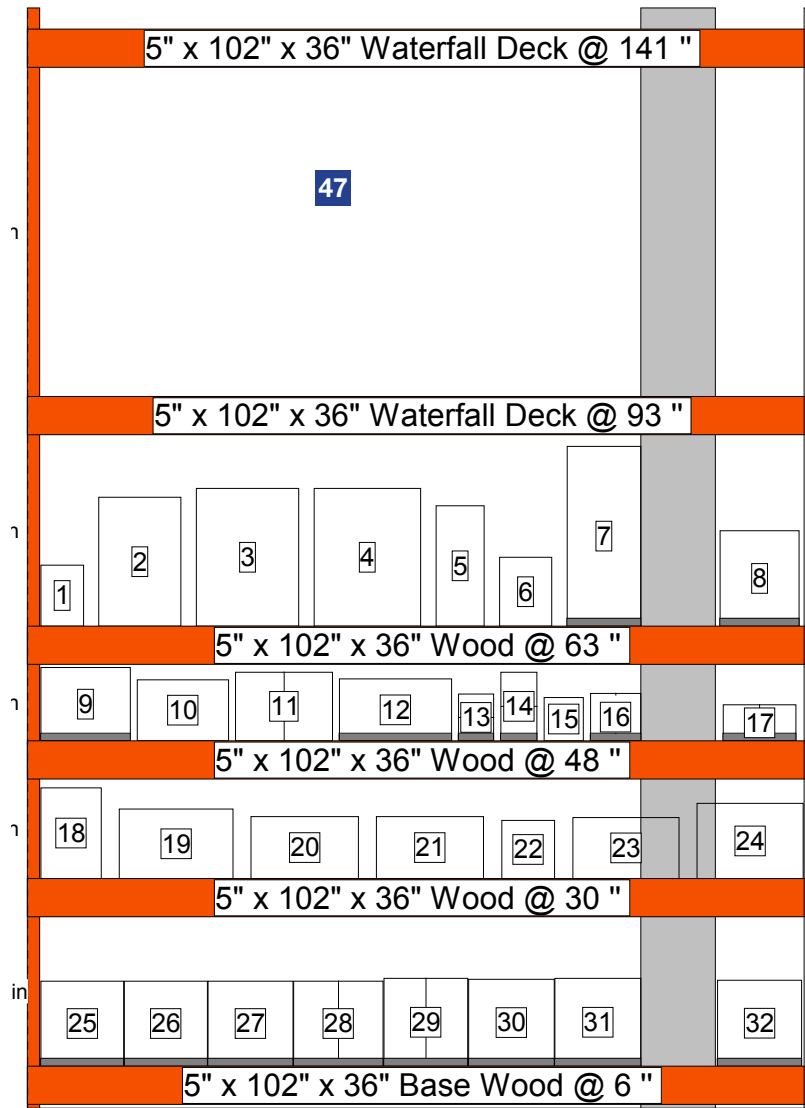 5" x 102" x 36" Waterfall Deck @ 141 "
47
5" x 102" x 36" Waterfall Deck @ 93 "
1 2 3 4 5 6 7 8
5" x 102" x 36" Wood @ 63 "
9 10 11 12 13 14 15 16 17
5" x 102" x 36" Wood @ 48 "
18 19 20 21 22 23 24
5" x 102" x 36" Wood @ 30 "
in
25 26 27 28 29 30 31 32
5" x 102" x 36" Base Wood @ 6 "